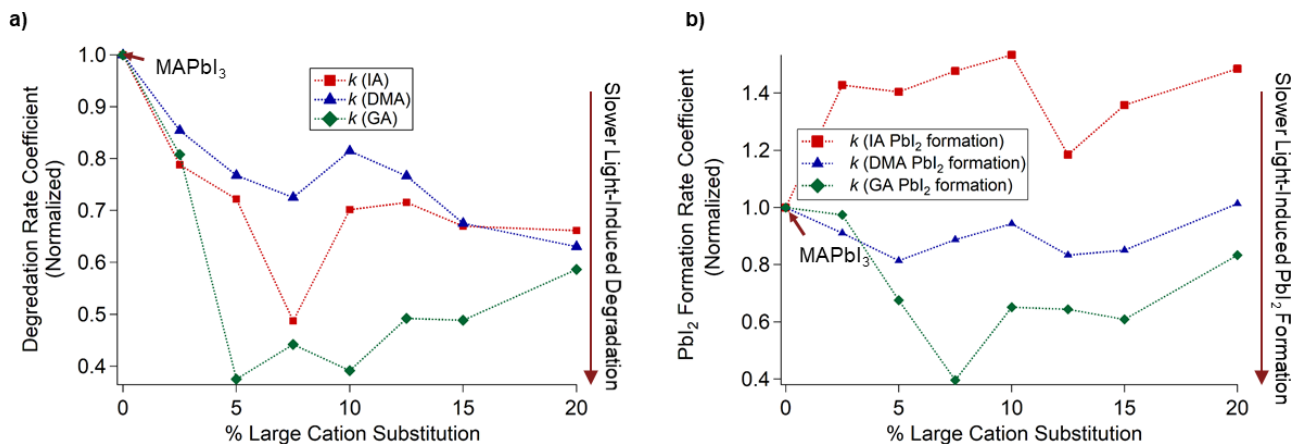 a)
Degredation Rate Coefficient
(Normalized)
1.0
0.9
0.8
0.7
0.6
0.5
0.4
MAPbI3
k (IA)
k (DMA)
k (GA)
0
5
10
15
20
% Large Cation Substitution
Slower Light-Induced Degradation
b)
PbI2 Formation Rate Coefficient
(Normalized)
1.4
1.2
1.0
0.8
0.6
0.4
k (IA PbI2 formation)
k (DMA PbI2 formation)
k (GA PbI2 formation)
MAPbI3
0
5
10
15
20
% Large Cation Substitution
Slower Light-Induced PbI2 Formation